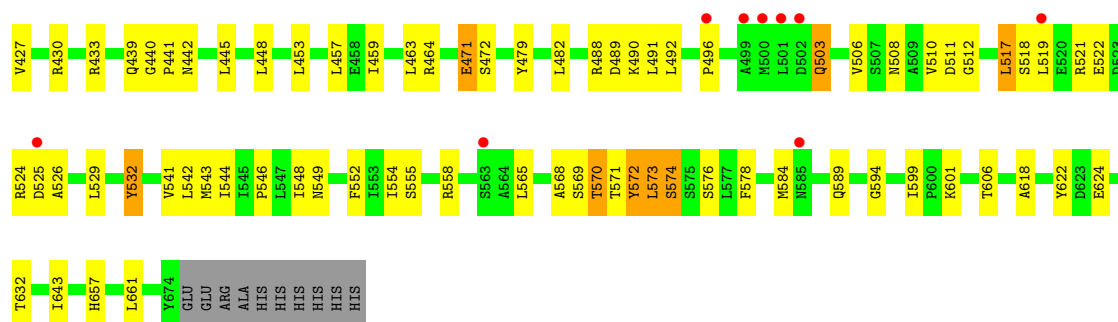 V427 R430 R433 Q439 G440 P441 N442 L445 L448 L453 L457 E458 I459 L463 R464 E471 S472 Y479 L482 R488 D489 K490 L491 L492 P496 A499 M500 L501 D502 Q503 V506 S507 N508 A509 V510 D511 G512 L517 S518 L519 E520 R521 E522 D523
R524 D525 A526 L529 Y532 V541 L542 M543 I544 I545 P546 L547 I548 N549 F552 I553 I554 S555 R558 S563 A564 L565 A568 S569 T570 T571 Y572 L573 S574 S575 S576 L577 F578 M584 N585 Q589 G594 I599 P600 K601 T606 A618 Y622 D623 E624
T632 I643 H657 L661 Y674 GLU GLU ARG ALA HIS HIS HIS HIS HIS HIS